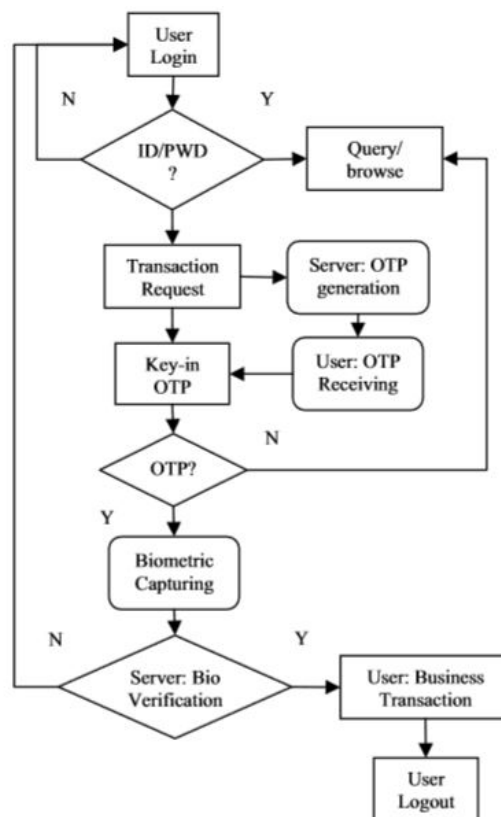 User
Login
N
Y
ID/PWD
?
Query/
browse
Transaction
Request
Server: OTP
generation
Key-in
OTP
User: OTP
Receiving
N
OTP?
Y
Biometric
Capturing
N
Y
Server: Bio
Verification
User: Business
Transaction
User
Logout